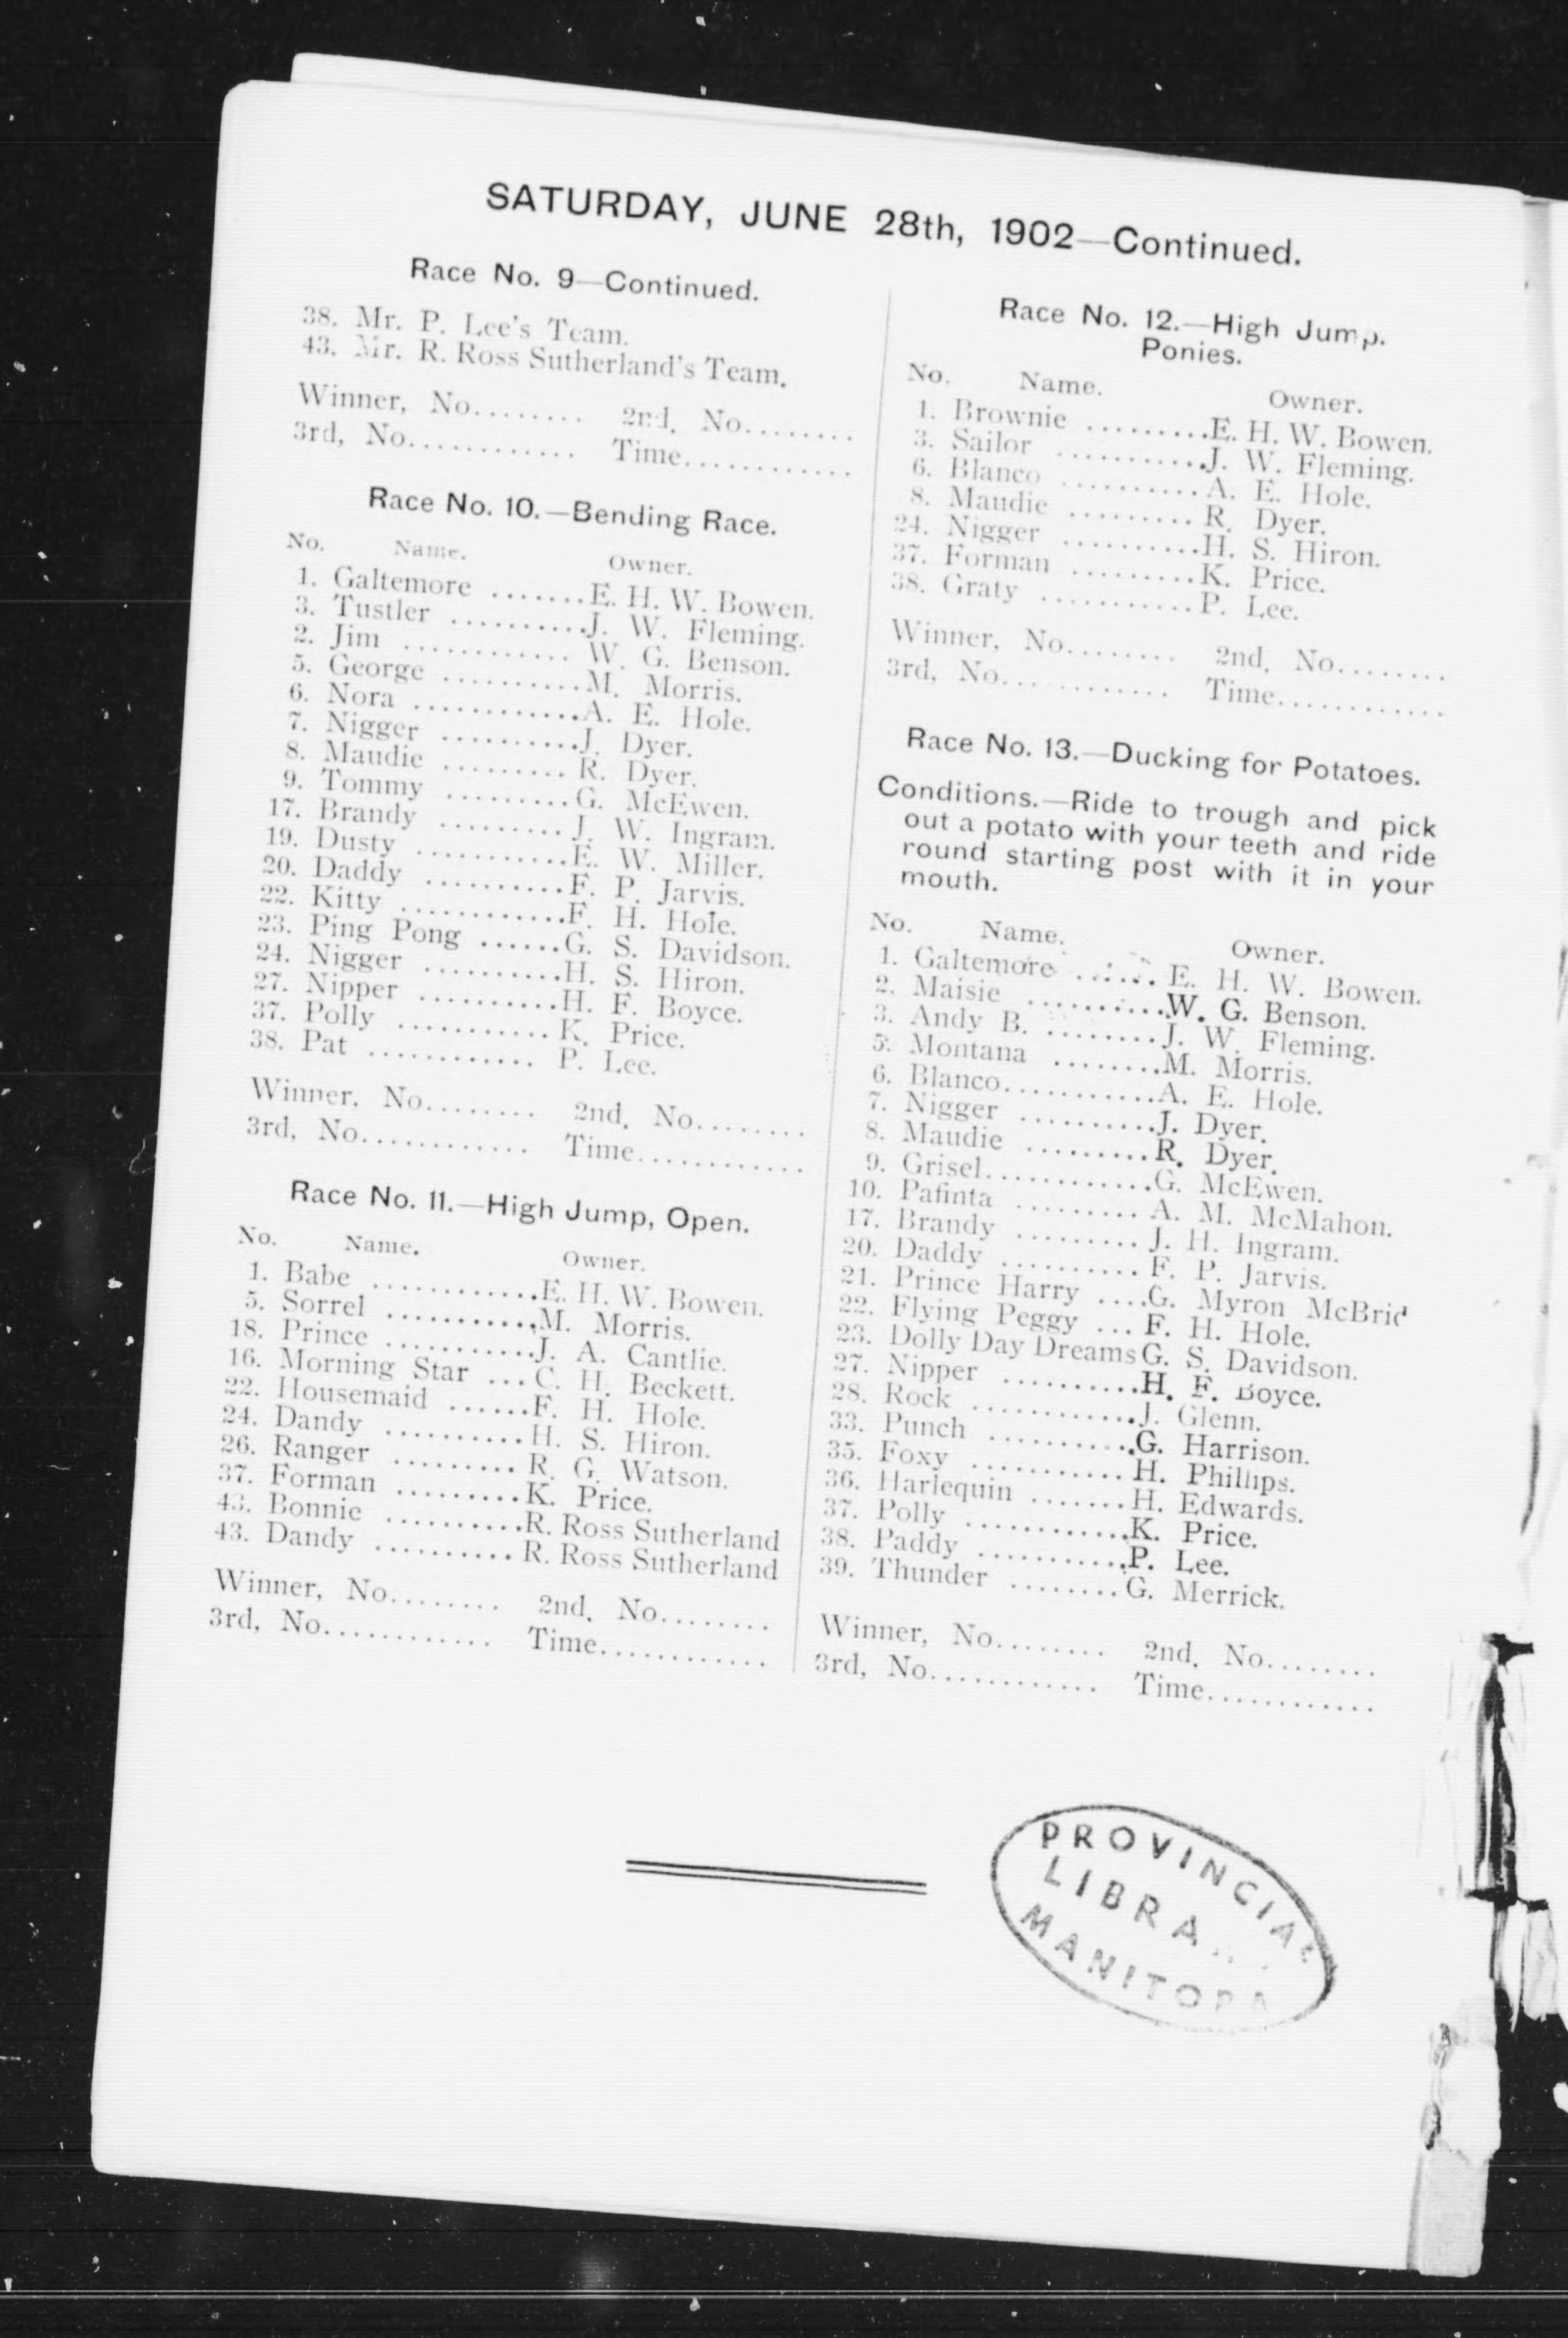 SATURDAY, JUNE 28th, 1902—Continued.
Race No. 9—Continued.
38. Mr. P. Lee's Team.
43. Mr. R. Ross Sutherland's Team.
Winner, No........ 2nd, No........
3rd, No............ Time............
Race No. 10.—Bending Race.
No. Name. Owner.
1. Galtemore .......E. H. W. Bowen.
3. Tustler ..........J. W. Fleming.
2. Jim ............ W. G. Benson.
5. George ..........M. Morris.
6. Nora ............A. E. Hole.
7. Nigger ..........J. Dyer.
8. Maudie ......... R. Dyer.
9. Tommy .........G. McEwen.
17. Brandy ......... J. W. Ingram.
19. Dusty ...........E. W. Miller.
20. Daddy ..........F. P. Jarvis.
22. Kitty ............F. H. Hole.
23. Ping Pong ......G. S. Davidson.
24. Nigger ..........H. S. Hiron.
27. Nipper ..........H. F. Boyce.
37. Polly ........... K. Price.
38. Pat ............ P. Lee.
Winner, No........ 2nd, No........
3rd, No............ Time............
Race No. 11.—High Jump, Open.
No. Name. Owner.
1. Babe ............E. H. W. Bowen.
5. Sorrel ...........M. Morris.
18. Prince ...........J. A. Cantlie.
16. Morning Star ...C. H. Beckett.
22. Housemaid ......F. H. Hole.
24. Dandy ..........H. S. Hiron.
26. Ranger ......... R. G. Watson.
37. Forman .........K. Price.
43. Bonnie ..........R. Ross Sutherland
43. Dandy .......... R. Ross Sutherland
Winner, No........ 2nd, No........
3rd, No............ Time............
Race No. 12.—High Jump.
Ponies.
No. Name. Owner.
1. Brownie .........E. H. W. Bowen.
3. Sailor ...........J. W. Fleming.
6. Blanco ..........A. E. Hole.
8. Maudie ......... R. Dyer.
24. Nigger ..........H. S. Hiron.
37. Forman .........K. Price.
38. Graty ...........P. Lee.
Winner, No........ 2nd, No........
3rd, No............ Time............
Race No. 13.—Ducking for Potatoes.
Conditions.—Ride to trough and pick
out a potato with your teeth and ride
round starting post with it in your
mouth.
No. Name. Owner.
1. Galtemore ...... E. H. W. Bowen.
2. Maisie ..........W. G. Benson.
3. Andy B. ........J. W. Fleming.
5. Montana ........M. Morris.
6. Blanco............A. E. Hole.
7. Nigger ..........J. Dyer.
8. Maudie .........R. Dyer.
9. Grisel............G. McEwen.
10. Pafinta ......... A. M. McMahon.
17. Brandy ......... J. H. Ingram.
20. Daddy .......... F. P. Jarvis.
21. Prince Harry ....G. Myron McBrid
22. Flying Peggy ... F. H. Hole.
23. Dolly Day Dreams G. S. Davidson.
27. Nipper ..........H. F. Boyce.
28. Rock ............J. Glenn.
33. Punch ...........G. Harrison.
35. Foxy ........... H. Phillips.
36. Harlequin .......H. Edwards.
37. Polly ............K. Price.
38. Paddy ...........P. Lee.
39. Thunder ........G. Merrick.
Winner, No........ 2nd, No........
3rd, No............ Time............
PROVINCIAL
LIBRA
MANITOBA